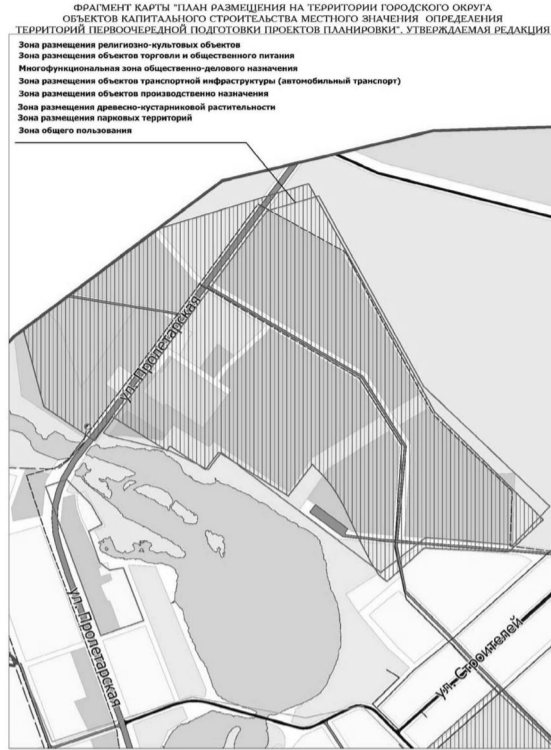 ФРАГМЕНТ КАРТЫ "ПЛАН РАЗМЕЩЕНИЯ НА ТЕРРИТОРИИ ГОРОДСКОГО ОКРУГА
ОБЪЕКТОВ КАПИТАЛЬНОГО СТРОИТЕЛЬСТВА МЕСТНОГО ЗНАЧЕНИЯ ОПРЕДЕЛЕНИЯ
ТЕРРИТОРИЙ ПЕРВООЧЕРЕДНОЙ ПОДГОТОВКИ ПРОЕКТОВ ПЛАНИРОВКИ". УТВЕРЖДАЕМАЯ РЕДАКЦИЯ
Зона размещения религиозно-культовых объектов
Зона размещения объектов торговли и общественного питания
Многофункциональная зона общественно-делового назначения
Зона размещения объектов транспортной инфраструктуры (автомобильный транспорт)
Зона размещения объектов производственно назначения
Зона размещения древесно-кустарниковой растительности
Зона размещения парковых территорий
Зона общего пользования
ул. Пролетарская
ул. Пролетарская
ул. Строителей